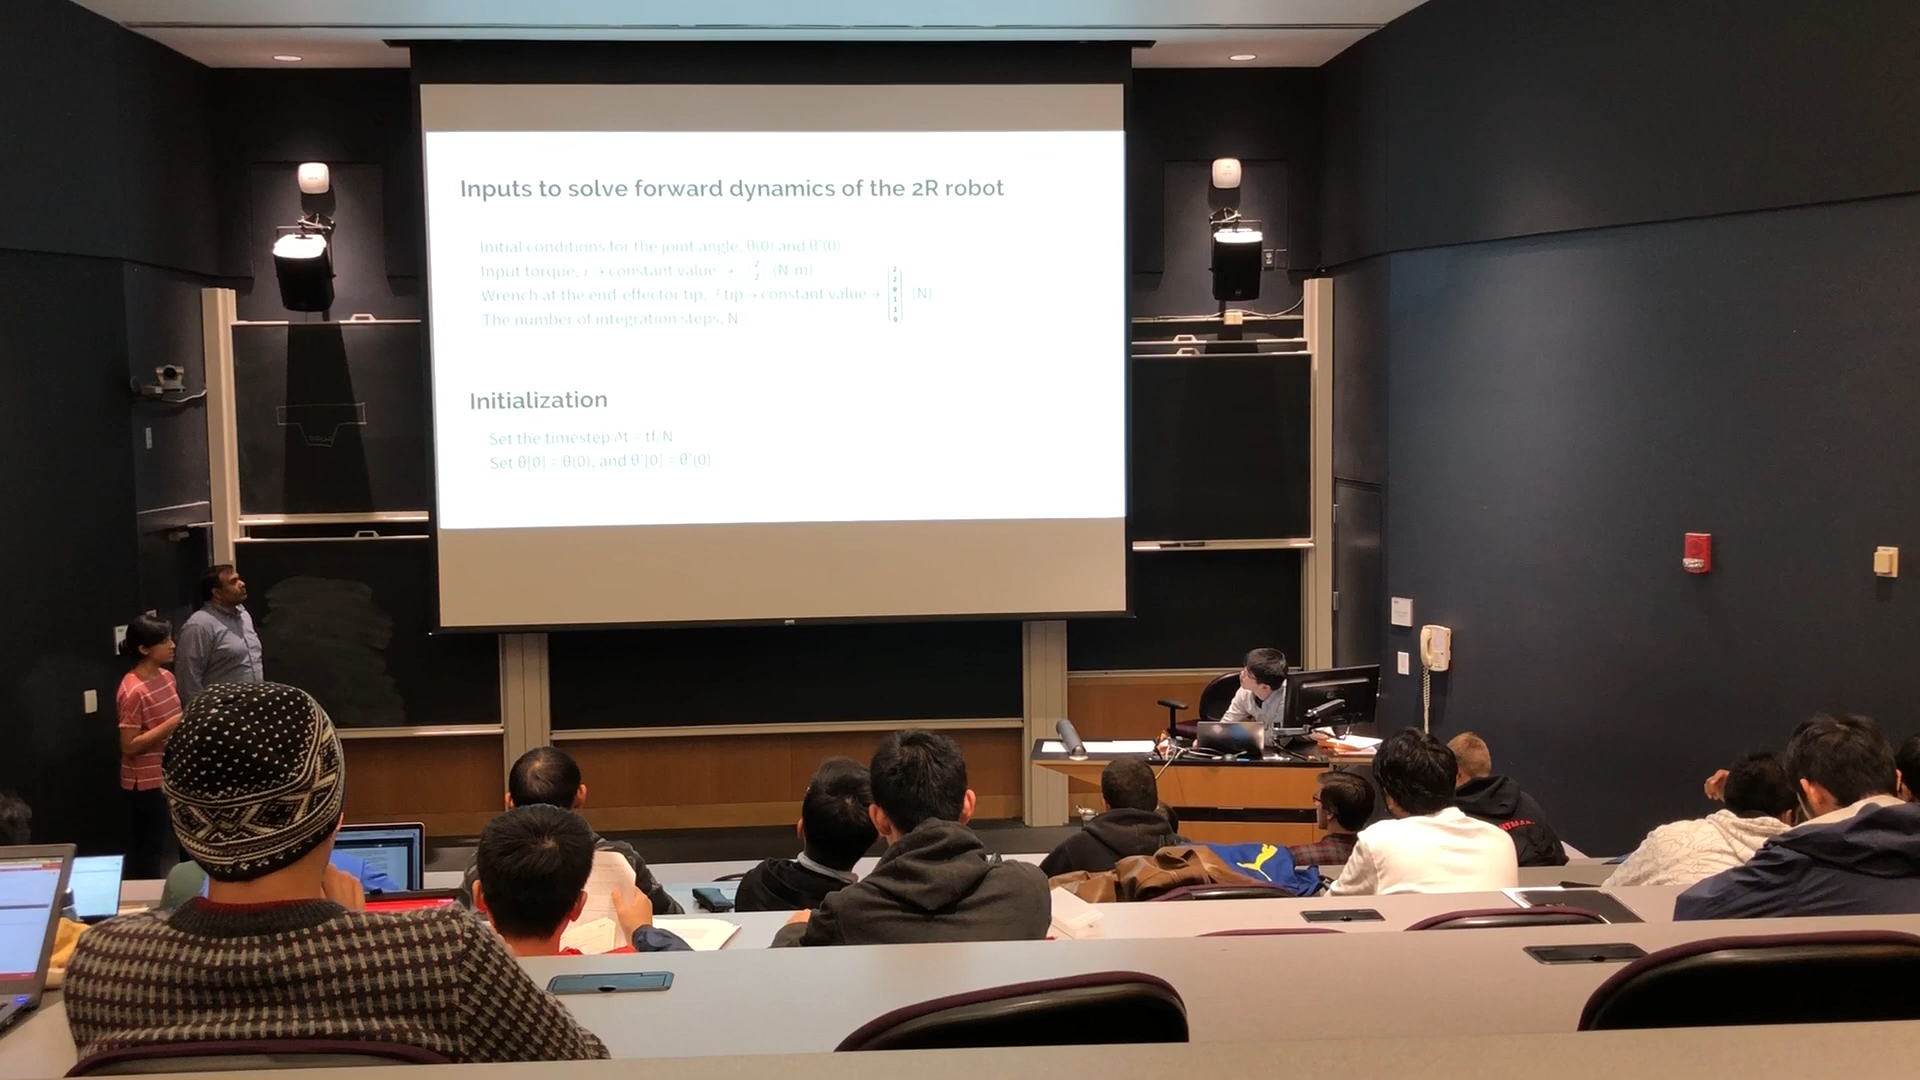 Inputs to solve forward dynamics of the 2R robot
Initial conditions for the joint angle, θ(0) and θ˙(0)
Input torque, τ → constant value → [2 2] (N m)
Wrench at the end effector tip, F tip → constant value → (N)
The number of integration steps, N
Initialization
Set the timestep ∂t = tf/N
Set θ[0] = θ(0), and θ˙[0] = θ˙(0)